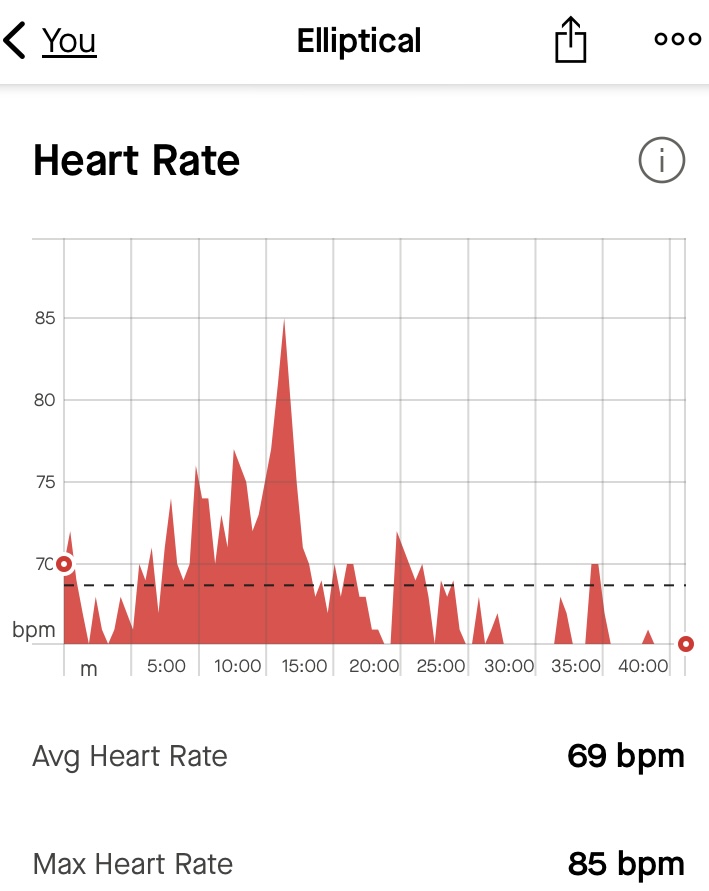 You Elliptical
Heart Rate
85
80
75
70
bpm
m 5:00 10:00 15:00 20:00 25:00 30:00 35:00 40:00
Avg Heart Rate 69 bpm
Max Heart Rate 85 bpm